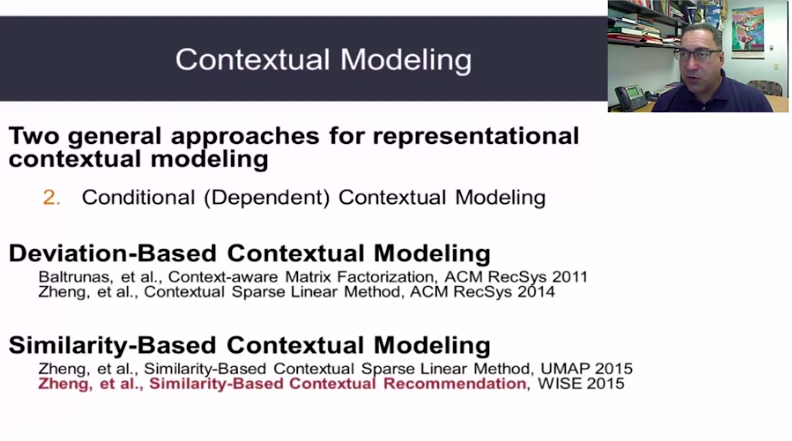 Contextual Modeling
Two general approaches for representational
contextual modeling
2. Conditional (Dependent) Contextual Modeling
Deviation-Based Contextual Modeling
Baltrunas, et al., Context-aware Matrix Factorization, ACM RecSys 2011
Zheng, et al., Contextual Sparse Linear Method, ACM RecSys 2014
Similarity-Based Contextual Modeling
Zheng, et al., Similarity-Based Contextual Sparse Linear Method, UMAP 2015
Zheng, et al., Similarity-Based Contextual Recommendation, WISE 2015